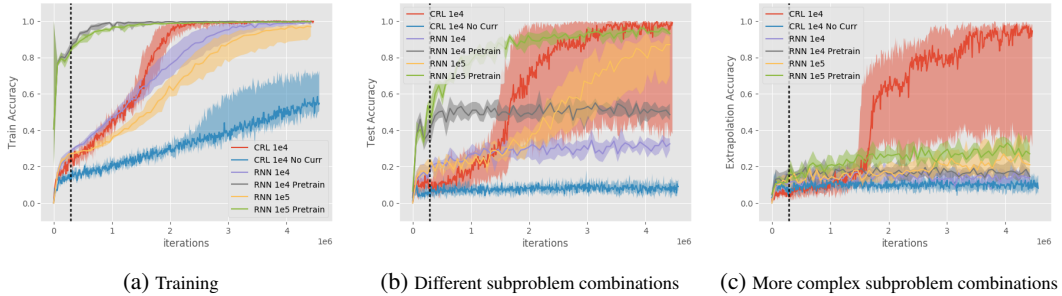 1.0
0.8
0.6
0.4
0.2
0.0
Train Accuracy
0
1
2
3
4
1e6
iterations
CRL 1e4
CRL 1e4 No Curr
RNN 1e4
RNN 1e4 Pretrain
RNN 1e5
RNN 1e5 Pretrain
(a) Training
1.0
0.8
0.6
0.4
0.2
0.0
Test Accuracy
0
1
2
3
4
1e6
iterations
CRL 1e4
CRL 1e4 No Curr
RNN 1e4
RNN 1e4 Pretrain
RNN 1e5
RNN 1e5 Pretrain
(b) Different subproblem combinations
1.0
0.8
0.6
0.4
0.2
0.0
Extrapolation Accuracy
0
1
2
3
4
1e6
iterations
CRL 1e4
CRL 1e4 No Curr
RNN 1e4
RNN 1e4 Pretrain
RNN 1e5
RNN 1e5 Pretrain
(c) More complex subproblem combinations